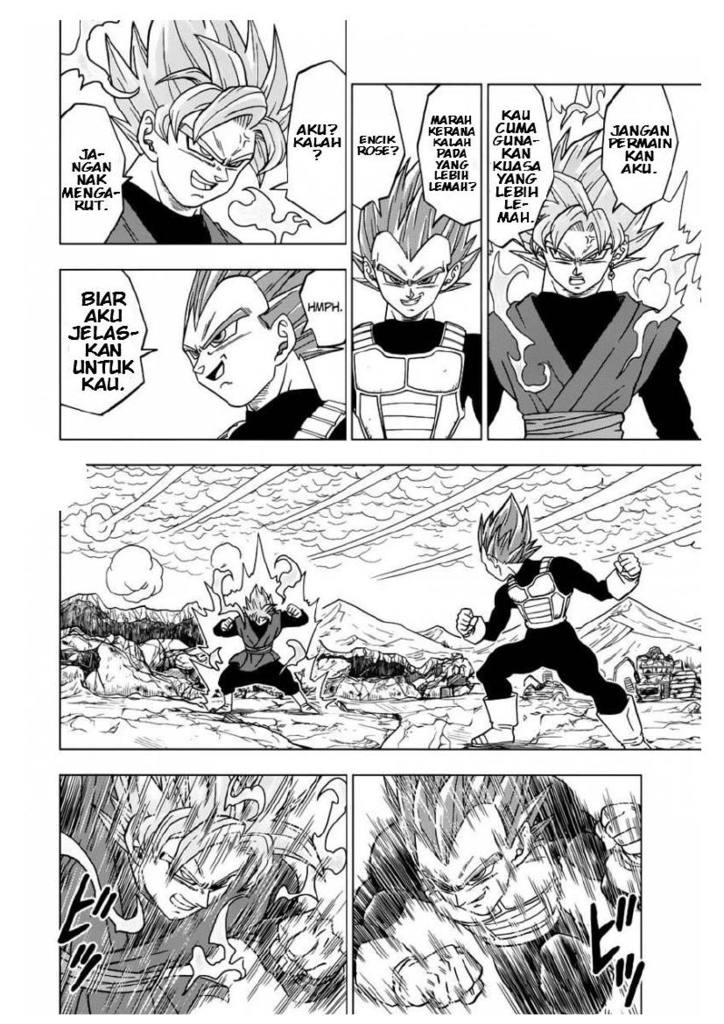 JANGAN
PERMAIN
KAN
AKU.
KAU
CUMA
GUNA-
KAN
KUASA
YANG
LEBIH
LE-
MAH.
MARAH
KERANA
KALAH
PADA
YANG
LEBIH
LEMAH?
ENCIK
ROSE?
AKU?
KALAH
?
JA-
NGAN
NAK
MENGA-
RUT.
HMPH.
BIAR
AKU
JELAS-
KAN
UNTUK
KAU.
ビッ
ビッ